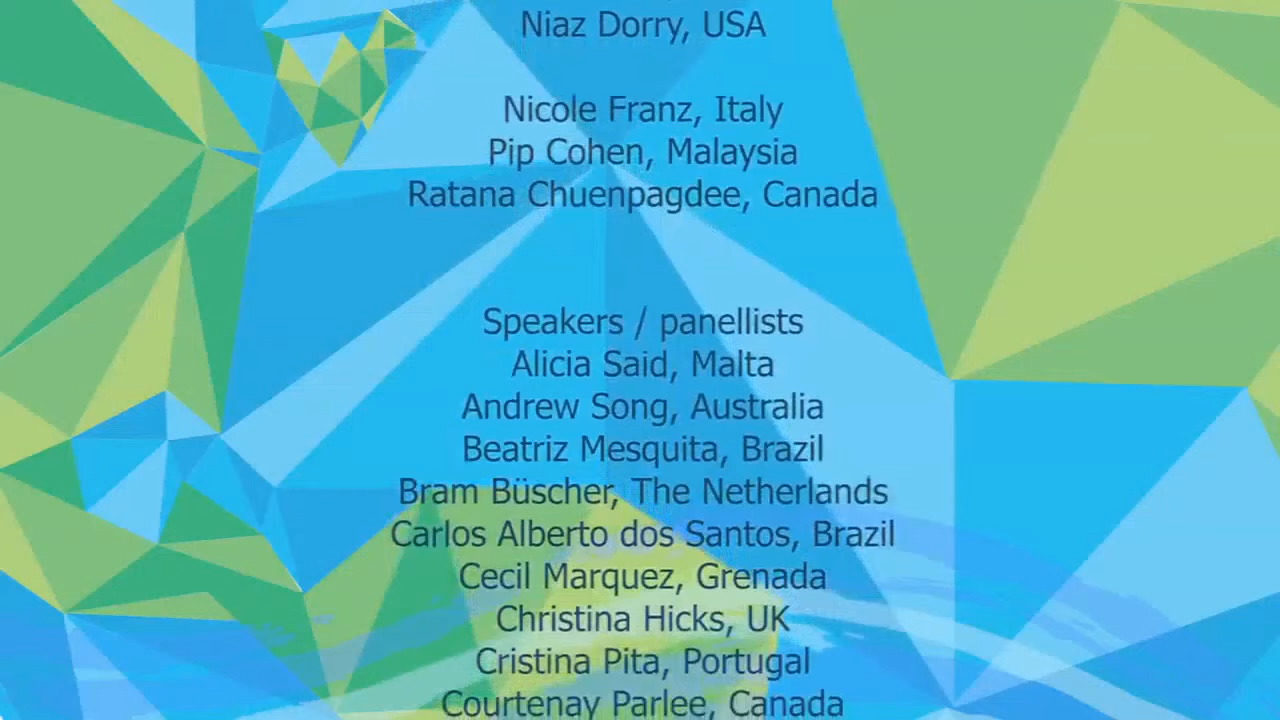 Niaz Dorry, USA
Nicole Franz, Italy
Pip Cohen, Malaysia
Ratana Chuenpagdee, Canada
Speakers / panellists
Alicia Said, Malta
Andrew Song, Australia
Beatriz Mesquita, Brazil
Bram Büscher, The Netherlands
Carlos Alberto dos Santos, Brazil
Cecil Marquez, Grenada
Christina Hicks, UK
Cristina Pita, Portugal
Courtenay Parlee, Canada